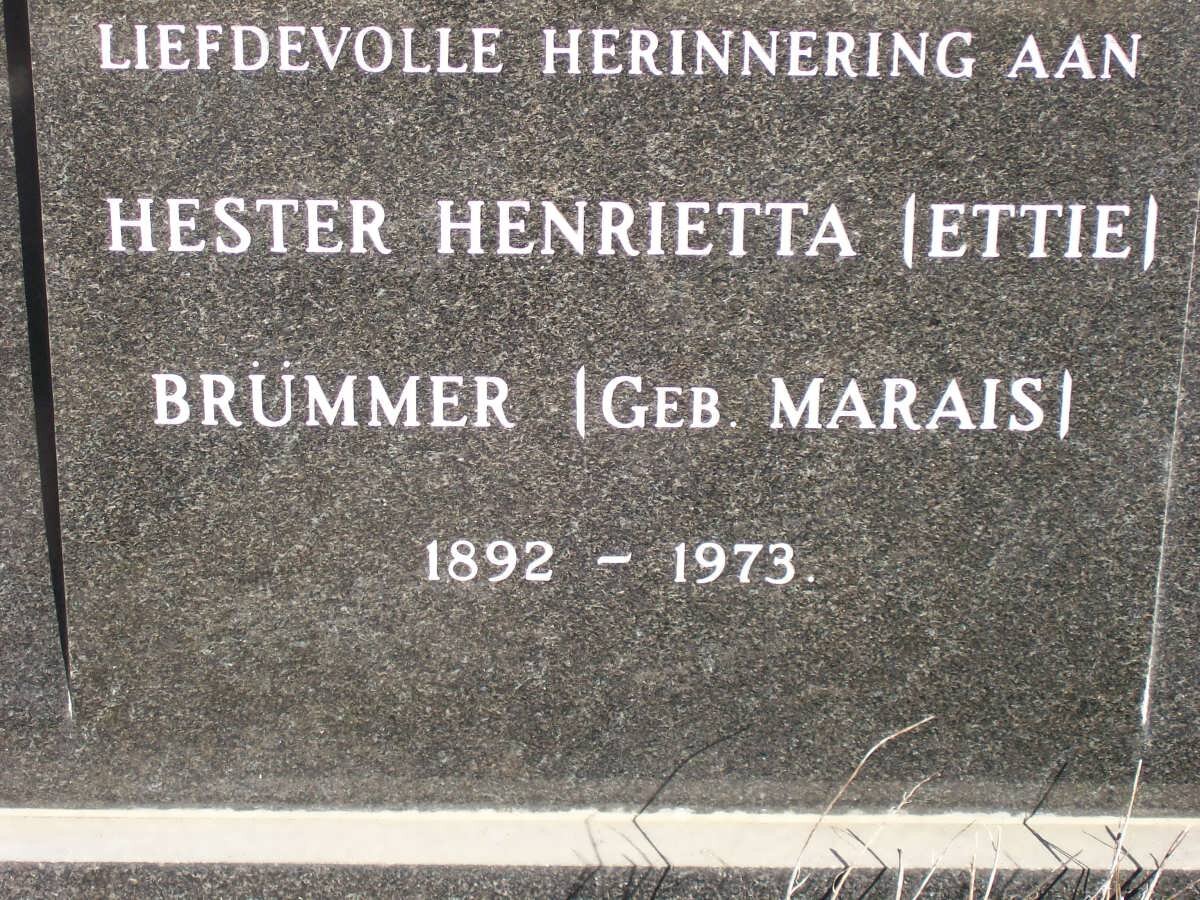 LIEFDEVOLLE HERINNERING AAN
HESTER HENRIETTA (ETTIE)
BRÜMMER (GEB. MARAIS)
1892 – 1973.